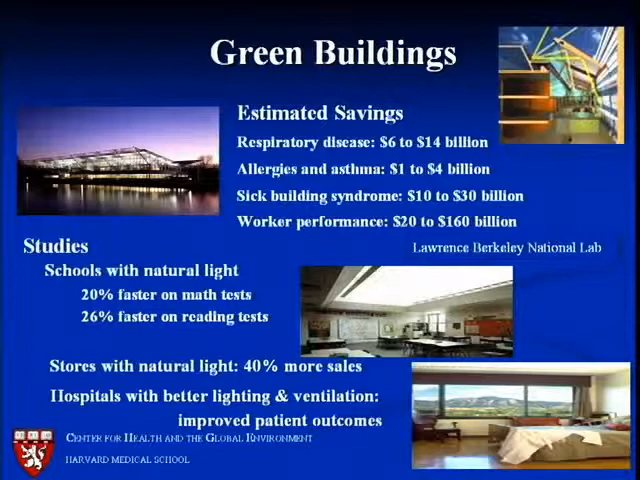 Green Buildings
Estimated Savings
Respiratory disease: $6 to $14 billion
Allergies and asthma: $1 to $4 billion
Sick building syndrome: $10 to $30 billion
Worker performance: $20 to $160 billion
Lawrence Berkeley National Lab
Studies
Schools with natural light
20% faster on math tests
26% faster on reading tests
Stores with natural light: 40% more sales
Hospitals with better lighting & ventilation:
improved patient outcomes
CENTER FOR HEALTH AND THE GLOBAL ENVIRONMENT
HARVARD MEDICAL SCHOOL